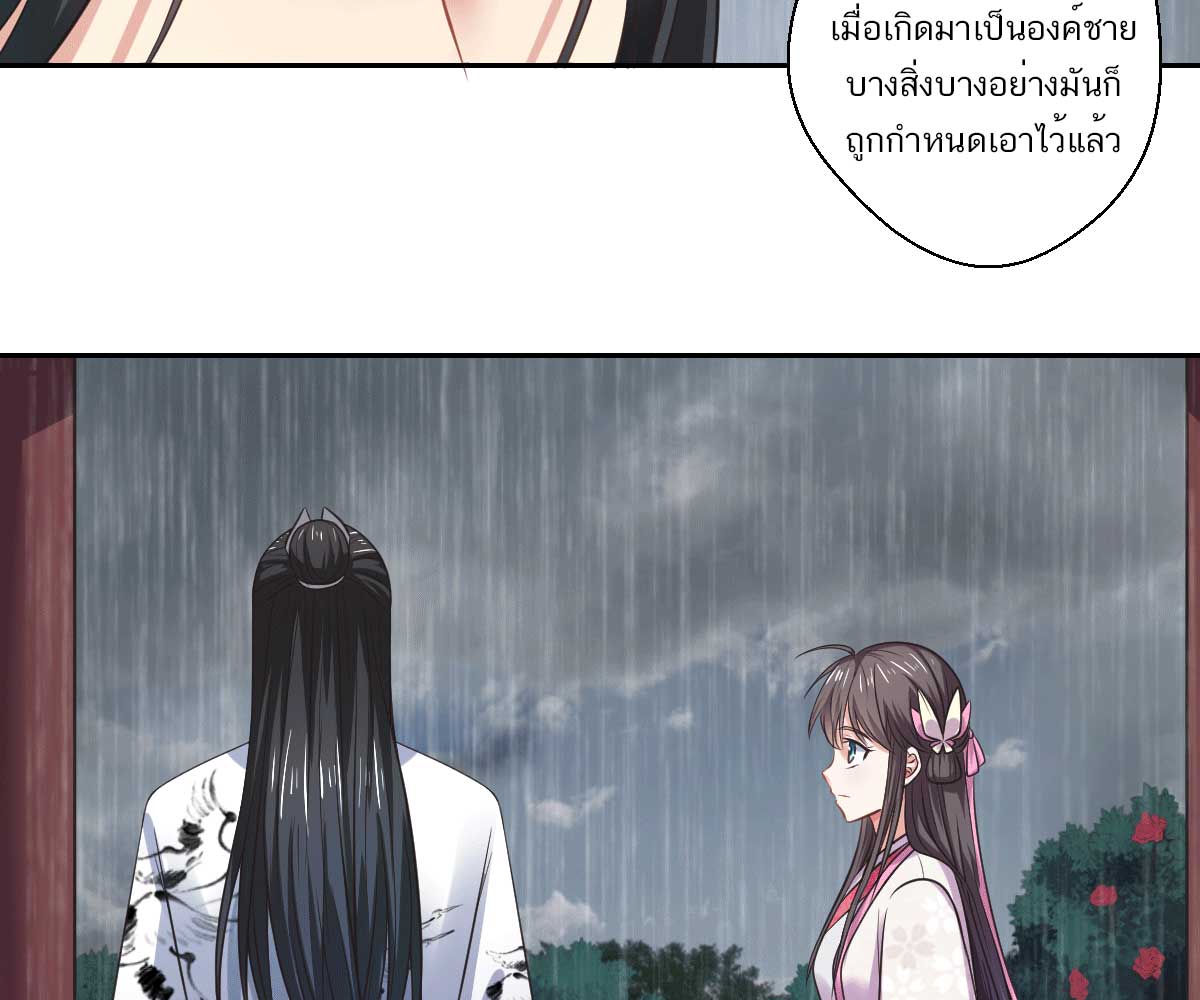 เมื่อเกิดมาเป็นองค์ชาย
บางสิ่งบางอย่างมันก็
ถูกกำหนดเอาไว้แล้ว